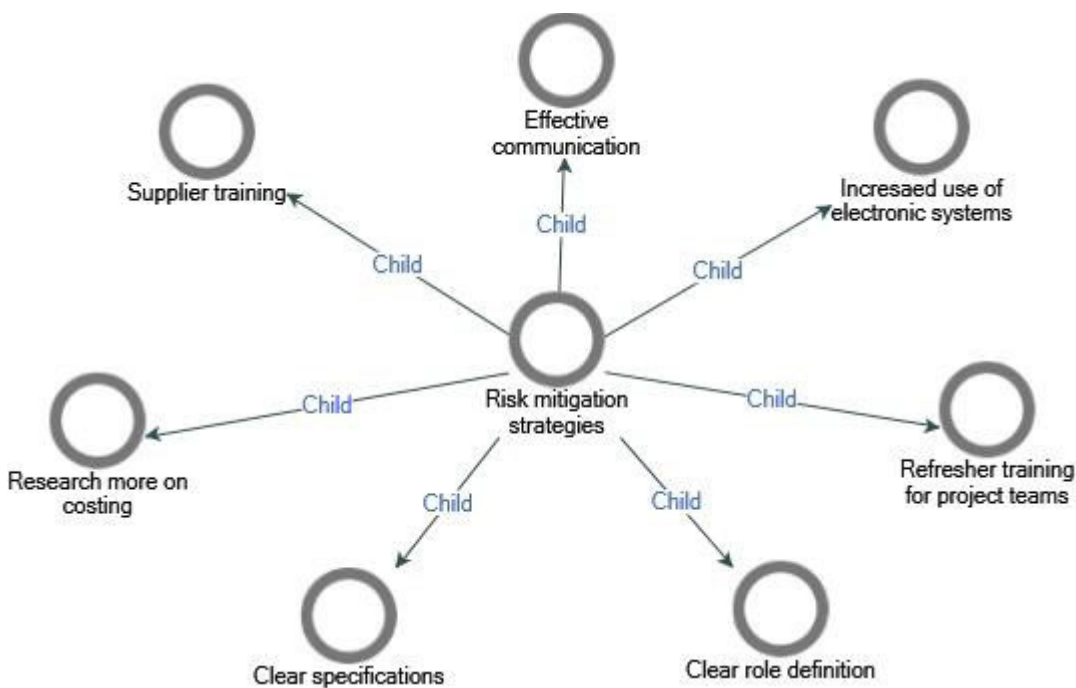 Effective
communication
Supplier training
Incresaed use of
electronic systems
Child
Child
Child
Risk mitigation
strategies
Child
Child
Research more on
costing
Refresher training
for project teams
Child
Child
Clear specifications
Clear role definition